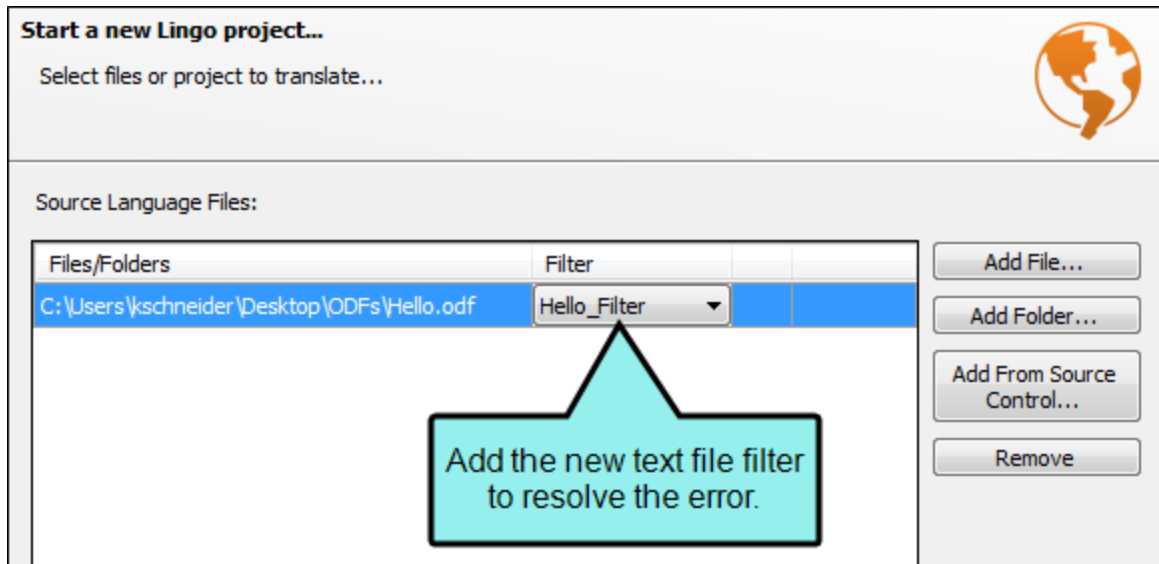 Start a new Lingo project...
Select files or project to translate...
Source Language Files:
Files/Folders Filter
C:\Users\kschneider\Desktop\ODFs\Hello.odf Hello_Filter
Add File...
Add Folder...
Add From Source
Control...
Remove
Add the new text file filter
to resolve the error.